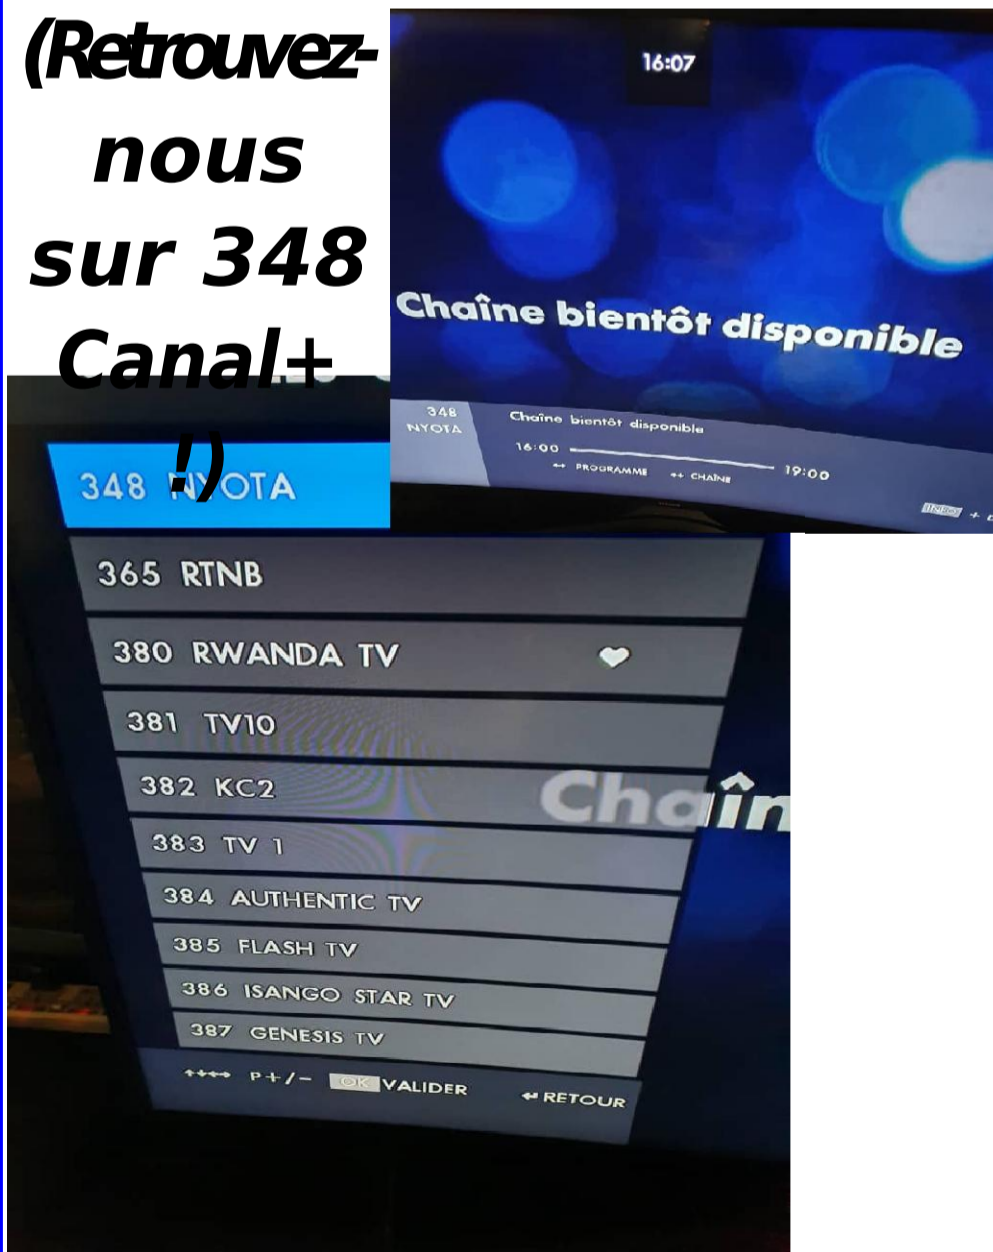 (Retrouvez-
nous
sur 348
Canal+
!)
16:07
Chaîne bientôt disponible
348
NYOTA
Chaîne bientôt disponible
16:00
19:00
↔ PROGRAMME
↔ CHAÎNE
348 NYOTA
365 RTNB
380 RWANDA TV
381 TV10
382 KC2
383 TV 1
384 AUTHENTIC TV
385 FLASH TV
386 ISANGO STAR TV
387 GENESIS TV
P+/- OK VALIDER
RETOUR
Chaîn